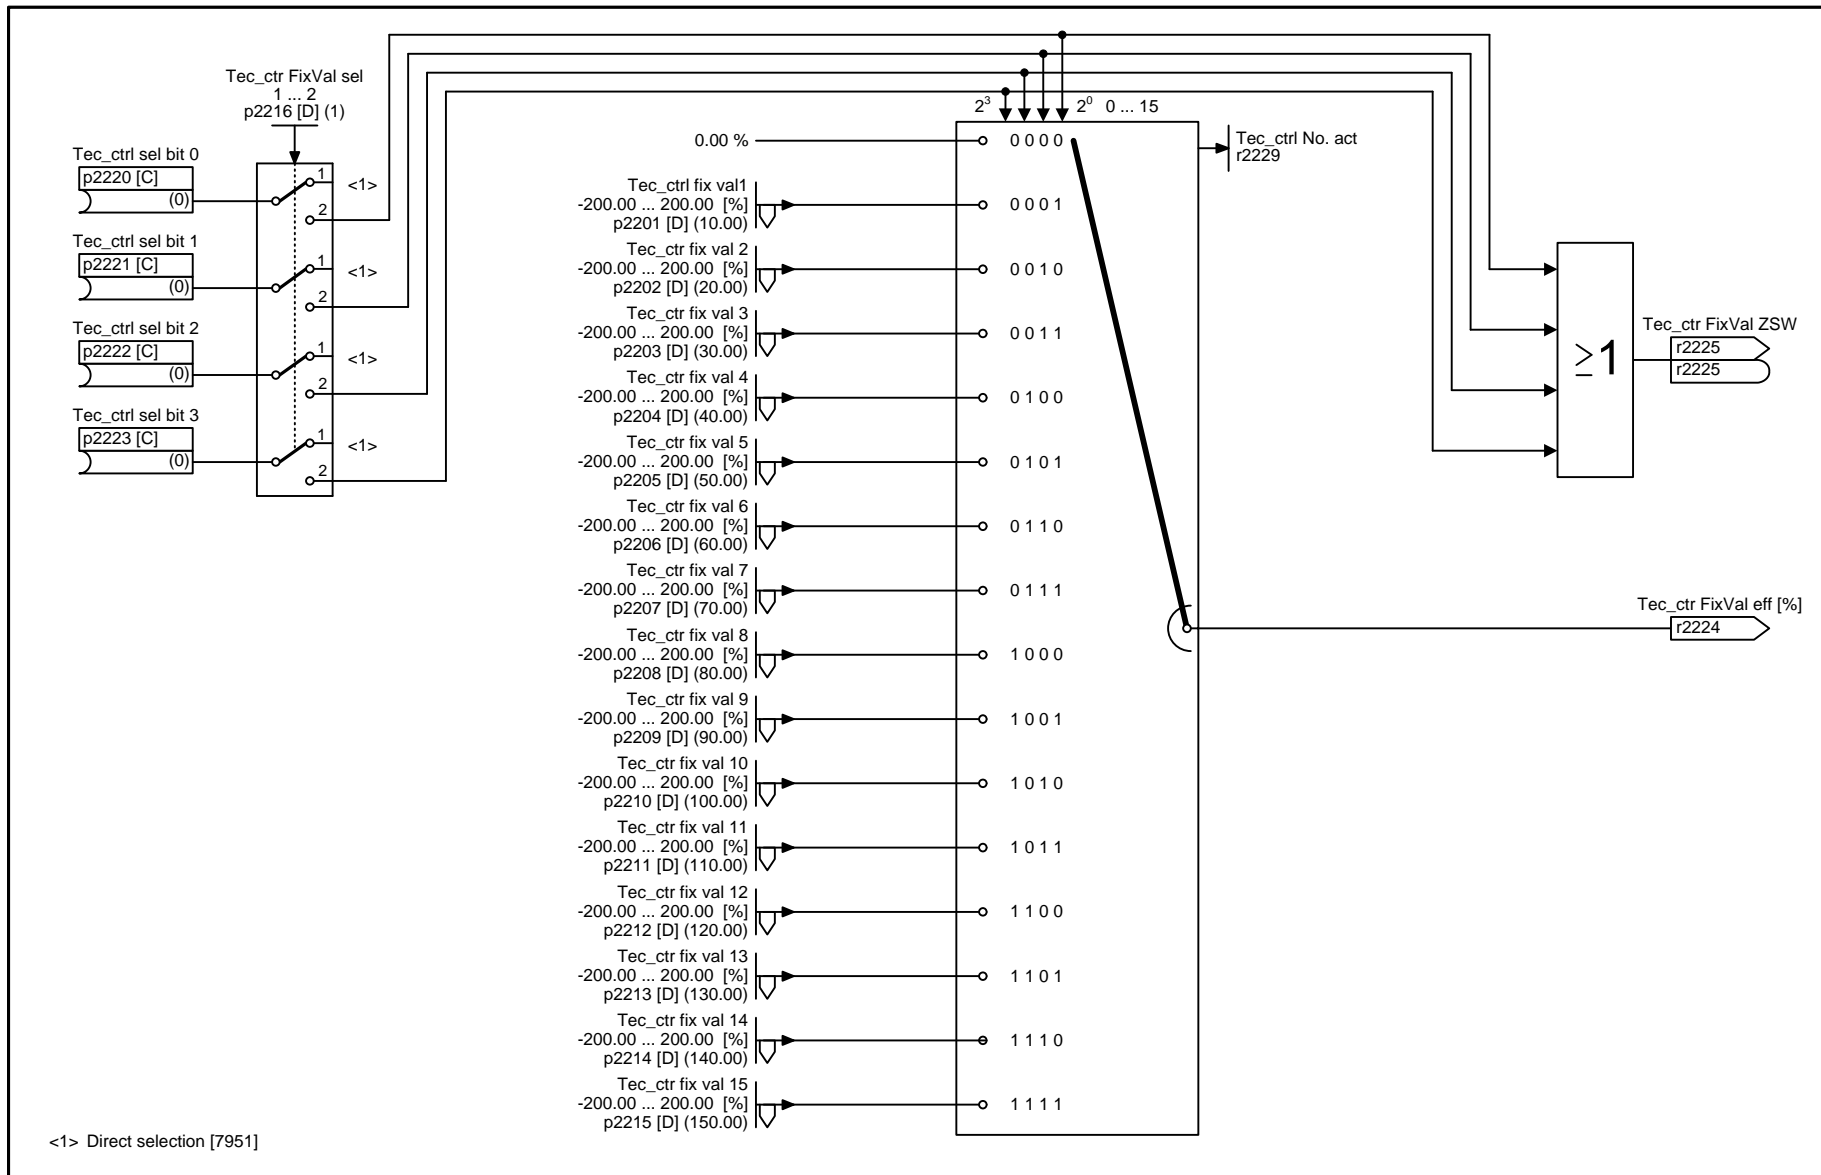 Tec_ctr FixVal sel
1 ... 2
p2216 [D] (1)
Tec_ctrl sel bit 0
p2220 [C]
(0)
1
<1>
2
Tec_ctrl sel bit 1
p2221 [C]
(0)
1
<1>
2
Tec_ctrl sel bit 2
p2222 [C]
(0)
1
<1>
2
Tec_ctrl sel bit 3
p2223 [C]
(0)
1
<1>
2
2³ 2⁰ 0 ... 15
0.00 %
0 0 0 0
Tec_ctrl No. act
r2229
Tec_ctrl fix val1
-200.00 ... 200.00 [%]
p2201 [D] (10.00)
0 0 0 1
Tec_ctr fix val 2
-200.00 ... 200.00 [%]
p2202 [D] (20.00)
0 0 1 0
Tec_ctr fix val 3
-200.00 ... 200.00 [%]
p2203 [D] (30.00)
0 0 1 1
Tec_ctr fix val 4
-200.00 ... 200.00 [%]
p2204 [D] (40.00)
0 1 0 0
Tec_ctr fix val 5
-200.00 ... 200.00 [%]
p2205 [D] (50.00)
0 1 0 1
Tec_ctr fix val 6
-200.00 ... 200.00 [%]
p2206 [D] (60.00)
0 1 1 0
Tec_ctr fix val 7
-200.00 ... 200.00 [%]
p2207 [D] (70.00)
0 1 1 1
Tec_ctr fix val 8
-200.00 ... 200.00 [%]
p2208 [D] (80.00)
1 0 0 0
Tec_ctr fix val 9
-200.00 ... 200.00 [%]
p2209 [D] (90.00)
1 0 0 1
Tec_ctr fix val 10
-200.00 ... 200.00 [%]
p2210 [D] (100.00)
1 0 1 0
Tec_ctr fix val 11
-200.00 ... 200.00 [%]
p2211 [D] (110.00)
1 0 1 1
Tec_ctr fix val 12
-200.00 ... 200.00 [%]
p2212 [D] (120.00)
1 1 0 0
Tec_ctr fix val 13
-200.00 ... 200.00 [%]
p2213 [D] (130.00)
1 1 0 1
Tec_ctr fix val 14
-200.00 ... 200.00 [%]
p2214 [D] (140.00)
1 1 1 0
Tec_ctr fix val 15
-200.00 ... 200.00 [%]
p2215 [D] (150.00)
1 1 1 1
≥1
Tec_ctr FixVal ZSW
r2225
r2225
Tec_ctr FixVal eff [%]
r2224
<1> Direct selection [7951]